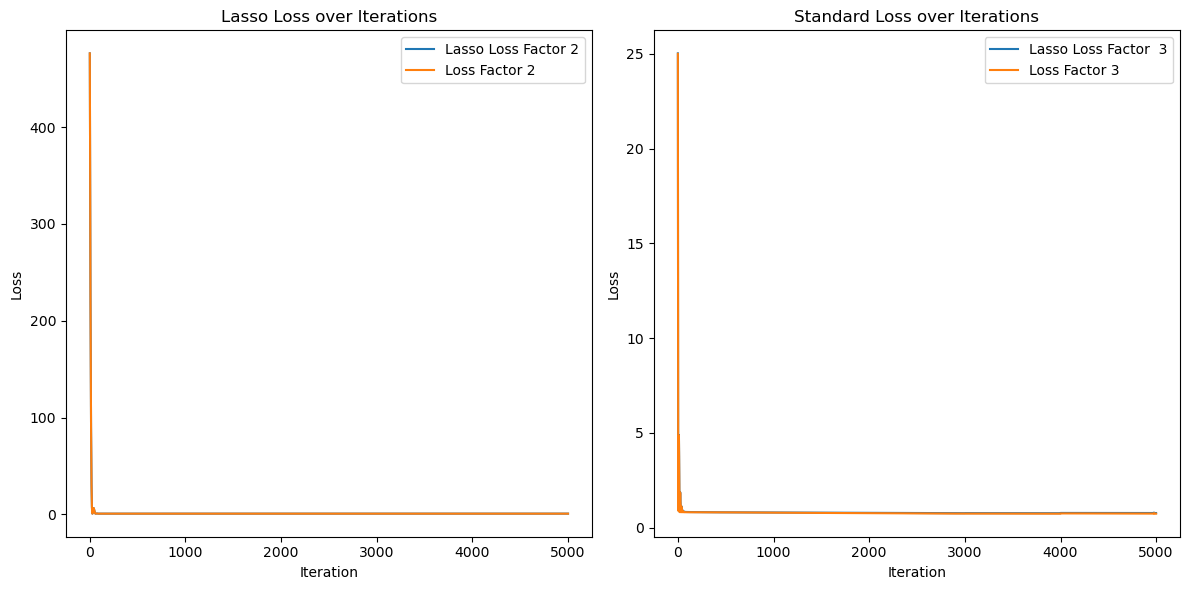 Lasso Loss over Iterations
Lasso Loss Factor 2
Loss Factor 2
Loss
400
300
200
100
0
0 1000 2000 3000 4000 5000
Iteration
Standard Loss over Iterations
Lasso Loss Factor  3
Loss Factor 3
Loss
25
20
15
10
5
0
0 1000 2000 3000 4000 5000
Iteration